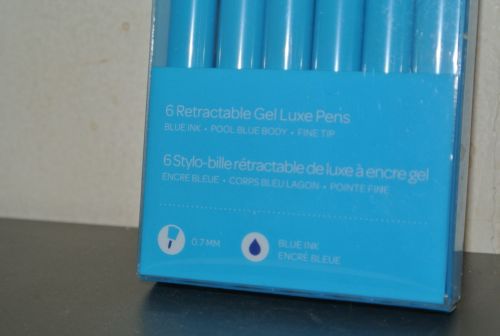 6 Retractable Gel Luxe Pens
BLUE INK • POOL BLUE BODY • FINE TIP
6 Stylo-bille rétractable de luxe à encre gel
ENCRE BLEUE • CORPS BLEU LAGON • POINTE FINE
0.7 MM
BLUE INK
ENCRE BLEUE